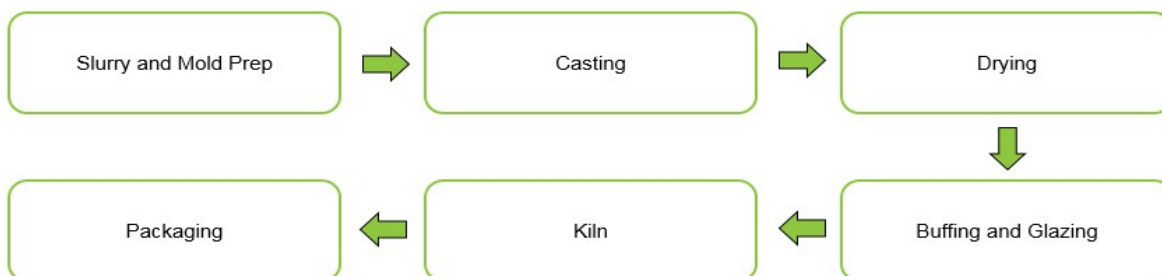 Slurry and Mold Prep
Casting
Drying
Buffing and Glazing
Kiln
Packaging